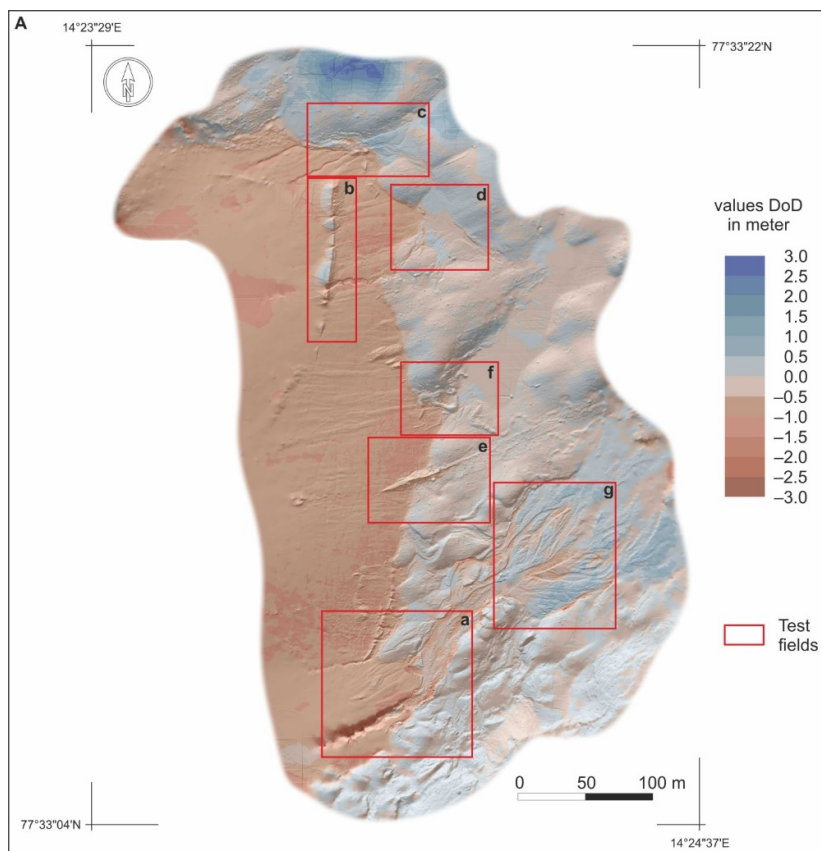 A
14°23"29'E
77°33"22'N
N
c
b
d
values DoD
in meter
3.0
2.5
2.0
1.5
1.0
0.5
0.0
–0.5
–1.0
–1.5
–2.0
–2.5
–3.0
f
e
g
a
Test
fields
0 50 100 m
77°33"04'N
14°24"37'E